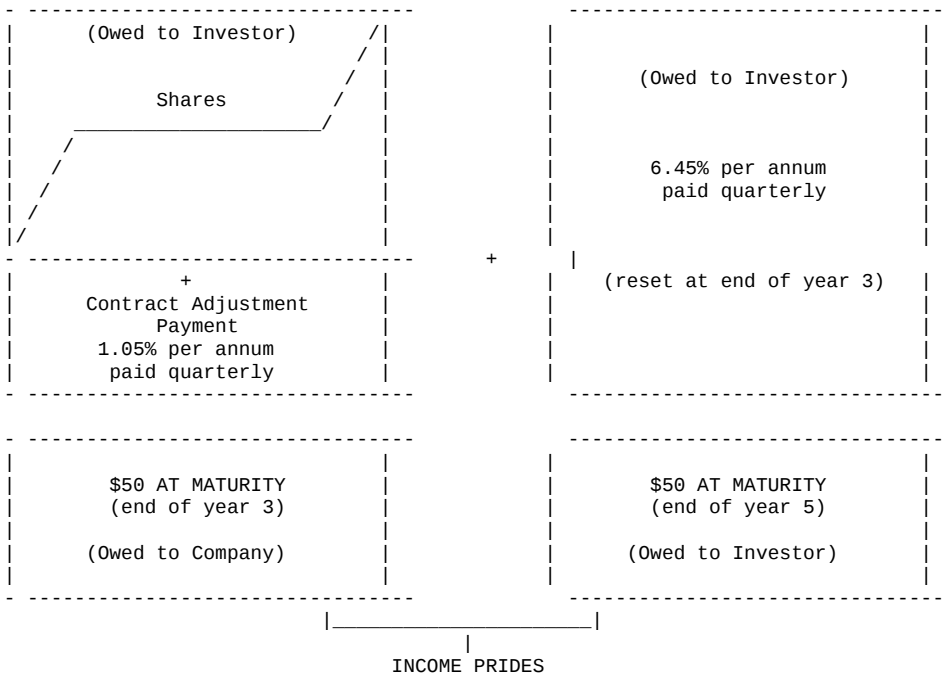 (Owed to Investor)
(Owed to Investor)
Shares
6.45% per annum
paid quarterly
+
+
(reset at end of year 3)
Contract Adjustment
Payment
1.05% per annum
paid quarterly
$50 AT MATURITY
$50 AT MATURITY
(end of year 3)
(end of year 5)
(Owed to Company)
(Owed to Investor)
INCOME PRIDES